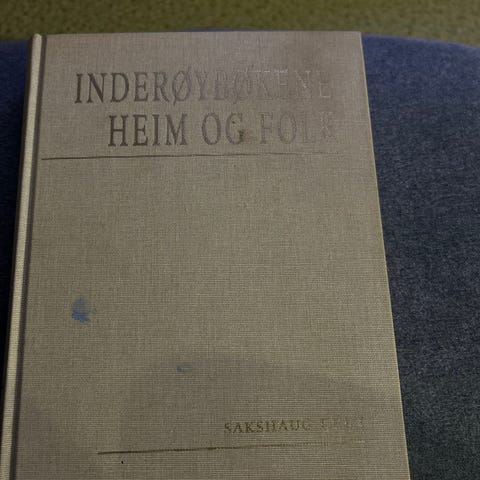 INDERØYBØKENE
HEIM OG FOLK
SAKSHAUG